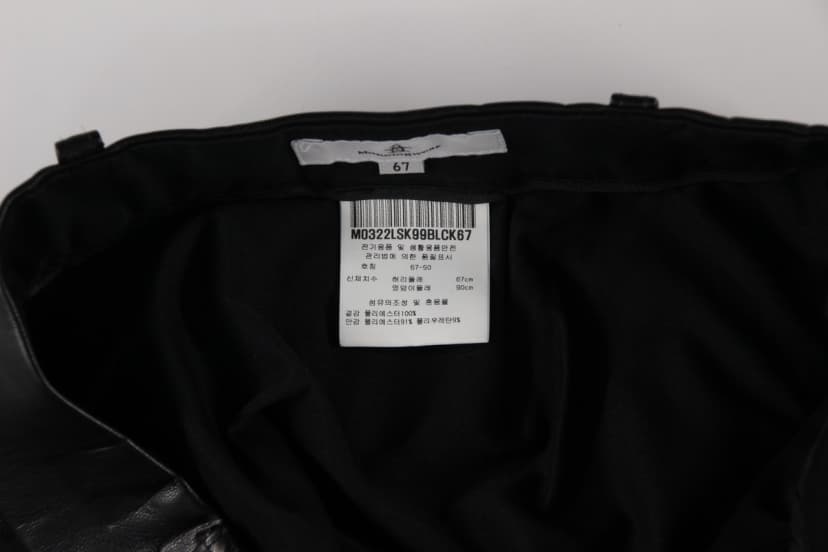 67
M0322LSK99BLCK67
전기용품 및 생활용품안전
관리법에 의한 품질표시
호칭 67-90
신체치수 허리둘레 67cm
엉덩이둘레 90cm
섬유의조성 및 혼용률
겉감 폴리에스터100%
안감 폴리에스터91% 폴리우레탄9%